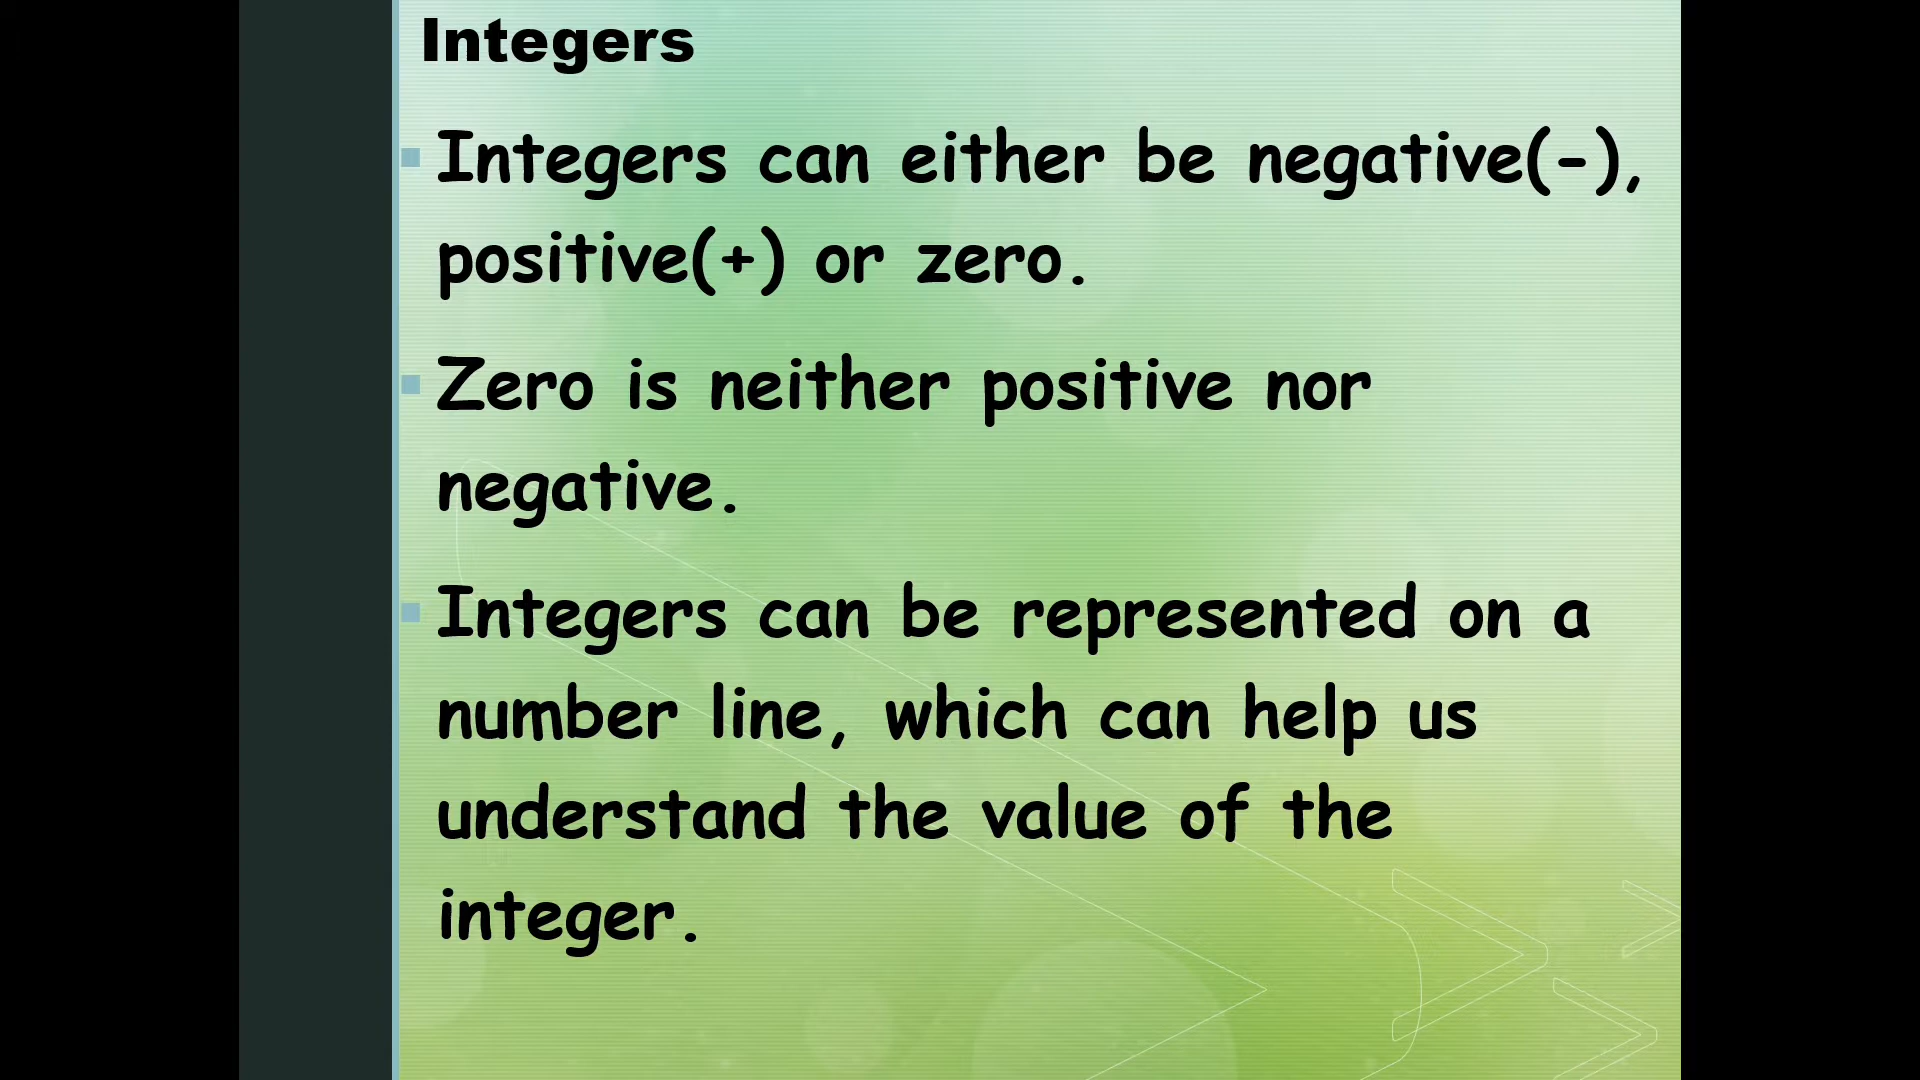 Integers
Integers can either be negative(-),
positive(+) or zero.
Zero is neither positive nor
negative.
Integers can be represented on a
number line, which can help us
understand the value of the
integer.